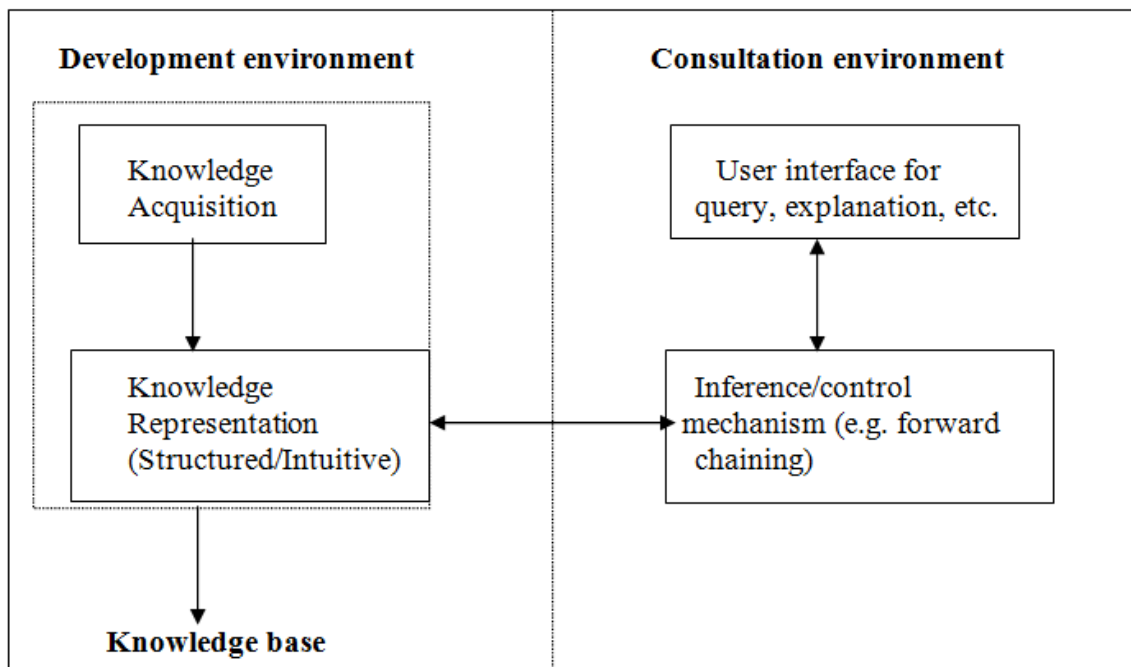 Development environment
Consultation environment
Knowledge
Acquisition
User interface for
query, explanation, etc.
Knowledge
Representation
(Structured/Intuitive)
Inference/control
mechanism (e.g. forward
chaining)
Knowledge base